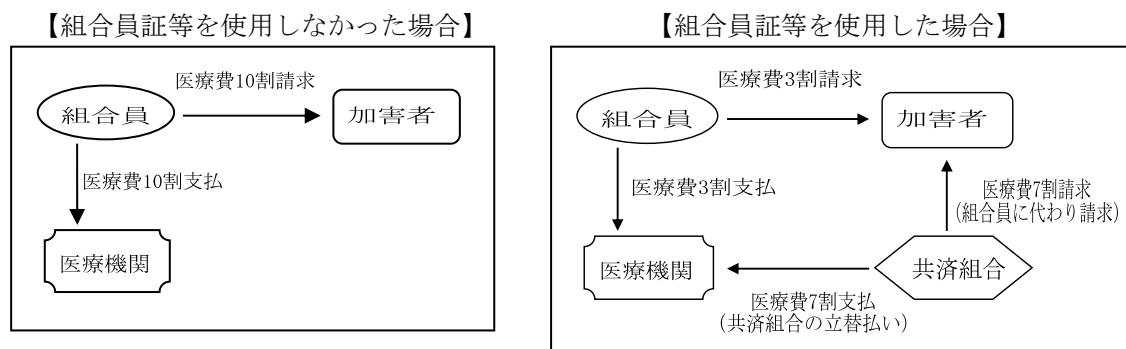 【組合員証等を使用しなかった場合】
医療費10割請求
組合員
加害者
医療費10割支払
医療機関
【組合員証等を使用した場合】
医療費3割請求
組合員
加害者
医療費3割支払
医療費7割請求
(組合員に代わり請求)
医療機関
共済組合
医療費7割支払
(共済組合の立替払い)